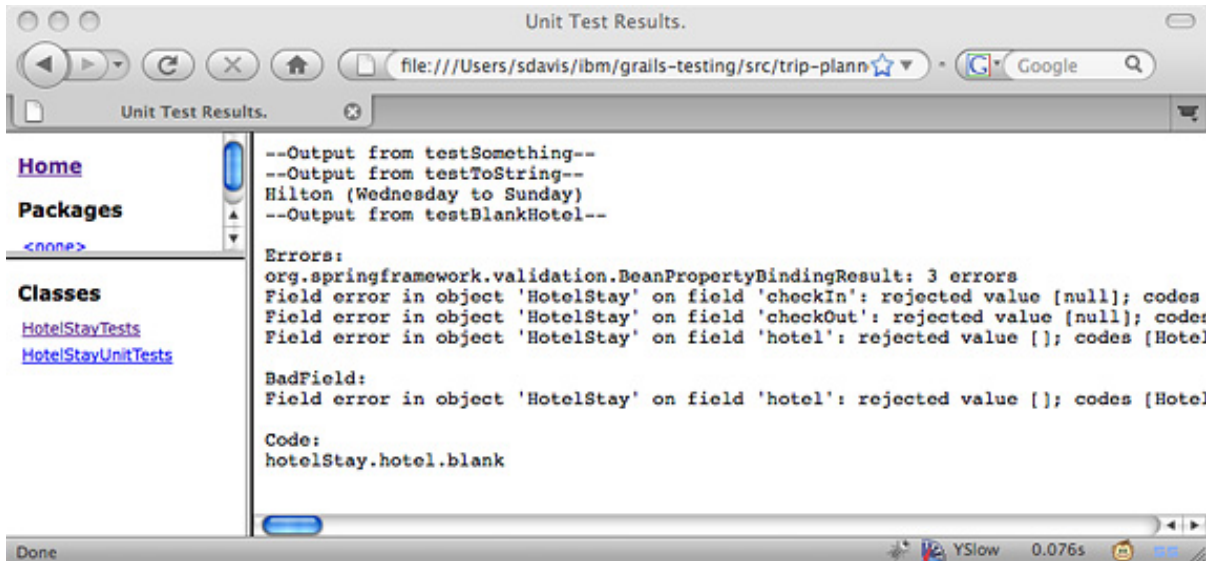 Unit Test Results.
file:///Users/sdavis/ibm/grails-testing/src/trip-plann
Google
Unit Test Results.
Home
Packages
<none>
Classes
HotelStayTests
HotelStayUnitTests
--Output from testSomething--
--Output from testToString--
Hilton (Wednesday to Sunday)
--Output from testBlankHotel--
Errors:
org.springframework.validation.BeanPropertyBindingResult: 3 errors
Field error in object 'HotelStay' on field 'checkIn': rejected value [null]; codes
Field error in object 'HotelStay' on field 'checkOut': rejected value [null]; codes
Field error in object 'HotelStay' on field 'hotel': rejected value []; codes [Hotel
BadField:
Field error in object 'HotelStay' on field 'hotel': rejected value []; codes [Hotel
Code:
hotelStay.hotel.blank
Done
YSlow 0.076s